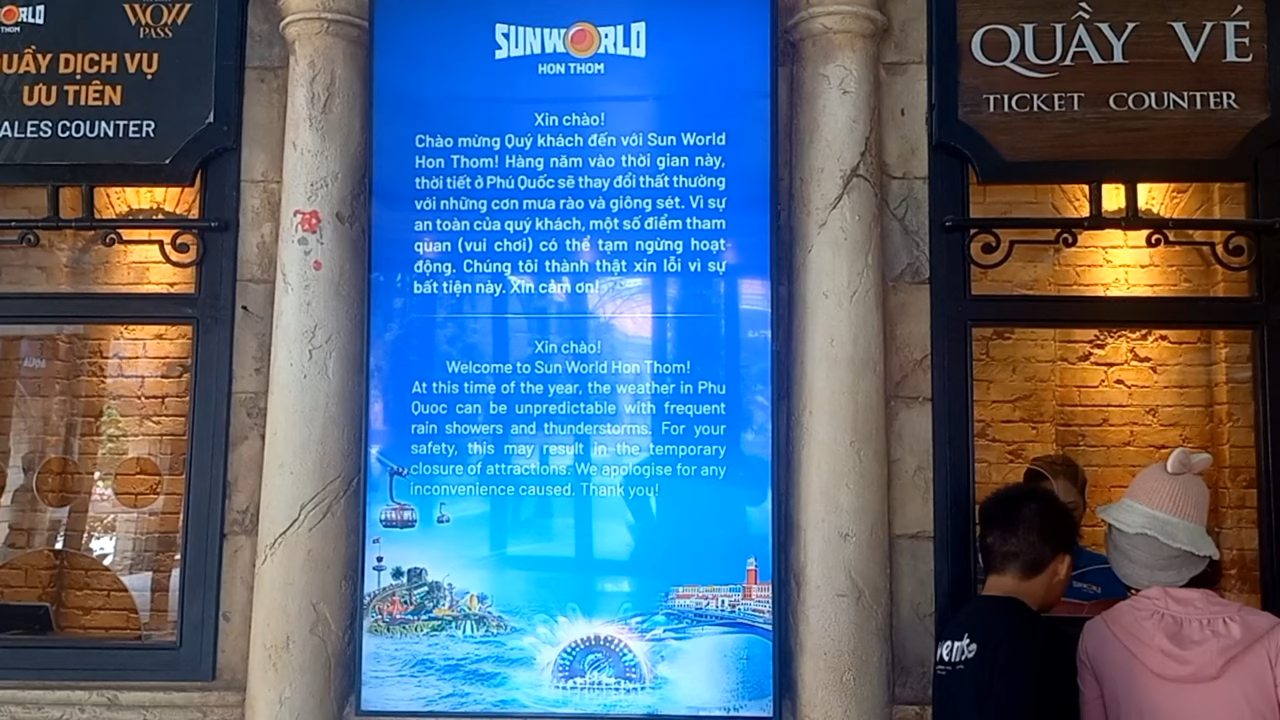 WOW
PASS
QUẦY DỊCH VỤ
ƯU TIÊN
SALES COUNTER
SUNWORLD
HON THOM
Xin chào!
Chào mừng Quý khách đến với Sun World
Hon Thom! Hàng năm vào thời gian này,
thời tiết ở Phú Quốc sẽ thay đổi thất thường
với những cơn mưa rào và giông sét. Vì sự
an toàn của quý khách, một số điểm tham
quan (vui chơi) có thể tạm ngừng hoạt
động. Chúng tôi thành thật xin lỗi vì sự
bất tiện này. Xin cảm ơn!
Xin chào!
Welcome to Sun World Hon Thom!
At this time of the year, the weather in Phu
Quoc can be unpredictable with frequent
rain showers and thunderstorms. For your
safety, this may result in the temporary
closure of attractions. We apologise for any
inconvenience caused. Thank you!
QUẦY VÉ
TICKET COUNTER